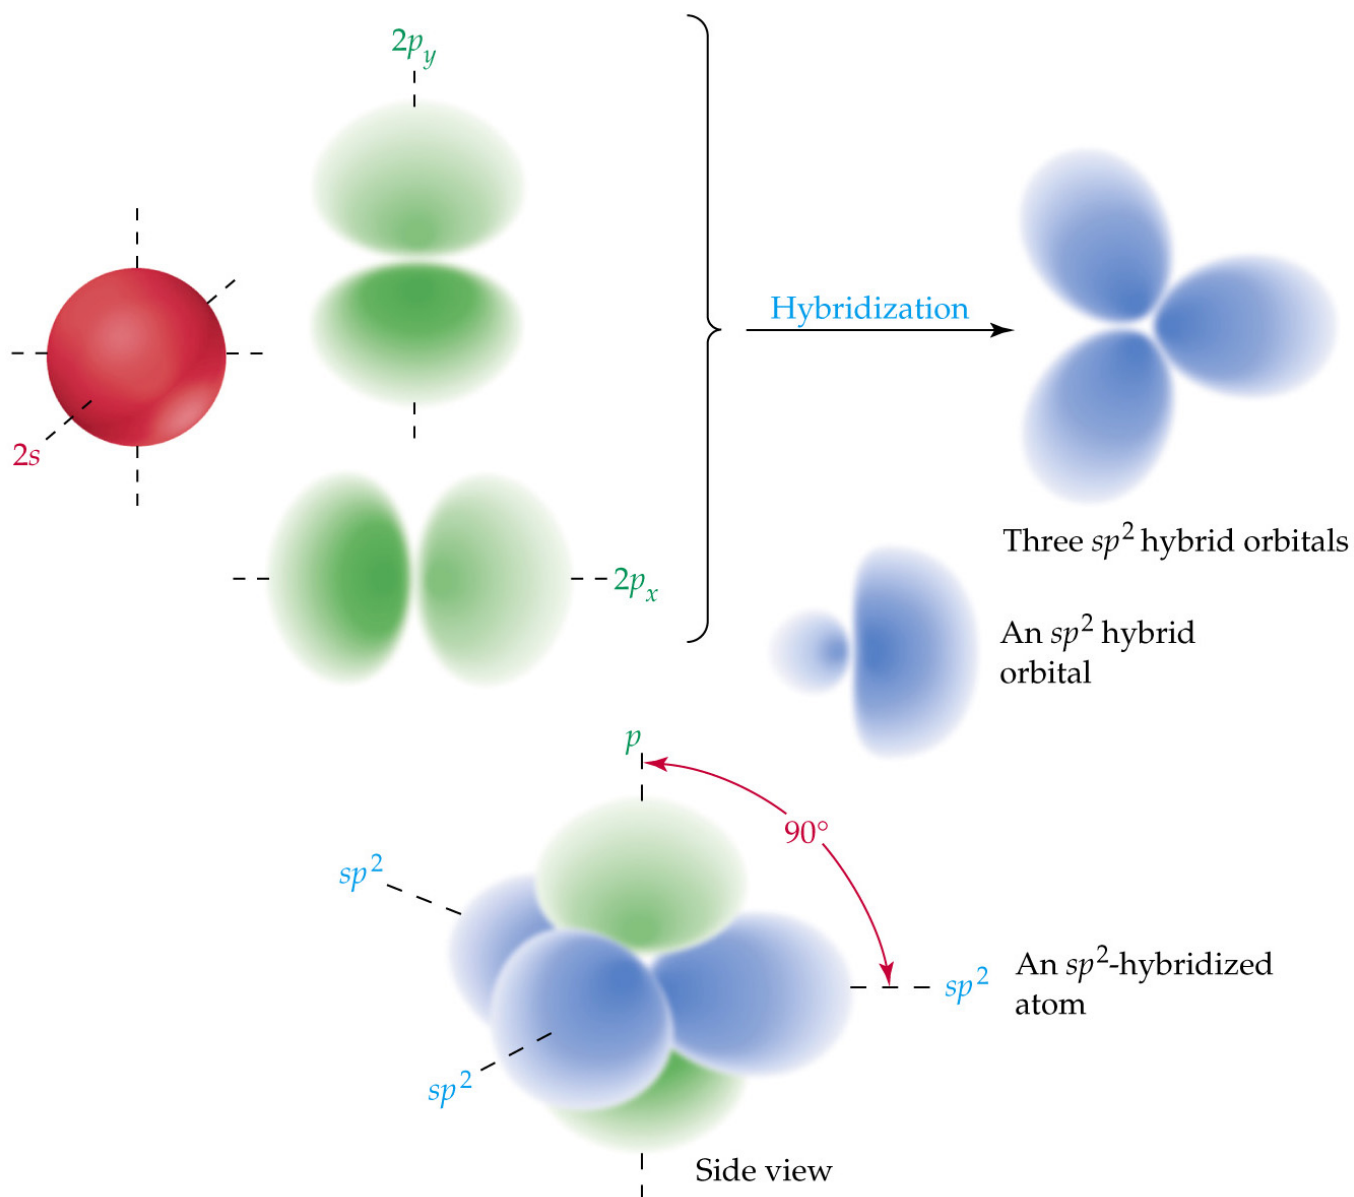 2p_y
Hybridization
2s
Three sp² hybrid orbitals
2p_x
An sp² hybrid
orbital
p
90°
sp²
An sp²-hybridized
atom
sp²
sp²
Side view